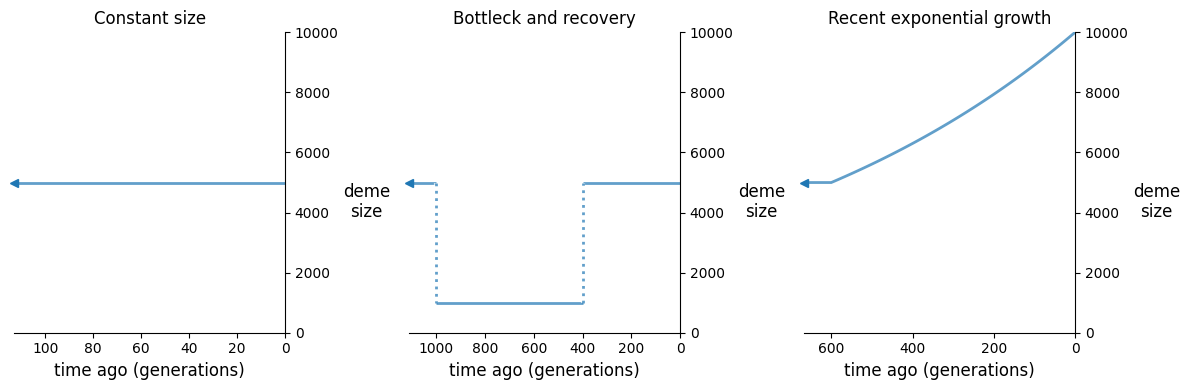 Constant size
10000
8000
6000
4000
2000
0
deme
size
100 80 60 40 20 0
time ago (generations)
Bottleck and recovery
10000
8000
6000
4000
2000
0
deme
size
1000 800 600 400 200 0
time ago (generations)
Recent exponential growth
10000
8000
6000
4000
2000
0
deme
size
600 400 200 0
time ago (generations)